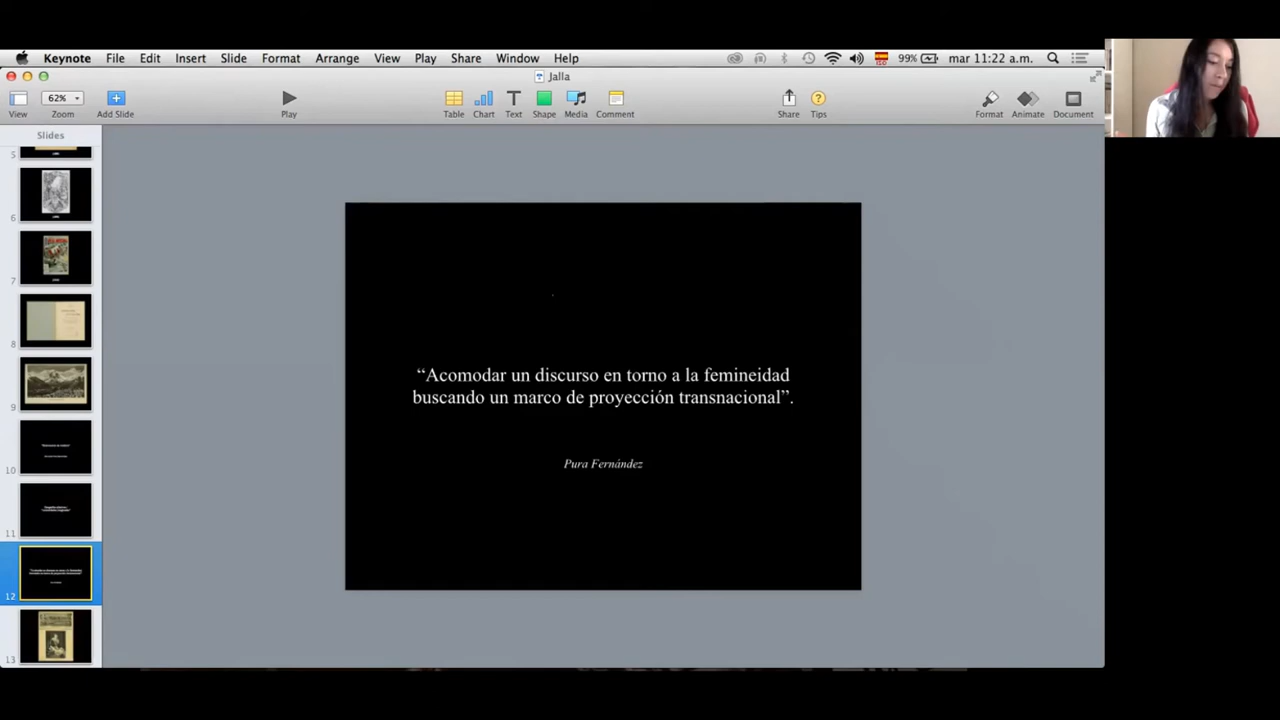 Keynote File Edit Insert Slide Format Arrange View Play Share Window Help 99% mar 11:22 a.m.
Jalla
62%
View Zoom Add Slide Play Table Chart Text Shape Media Comment Share Tips Format Animate Document
Slides
5
6
7
8
9
10
11
12
13
“Acomodar un discurso en torno a la femineidad
buscando un marco de proyección transnacional”.
Pura Fernández